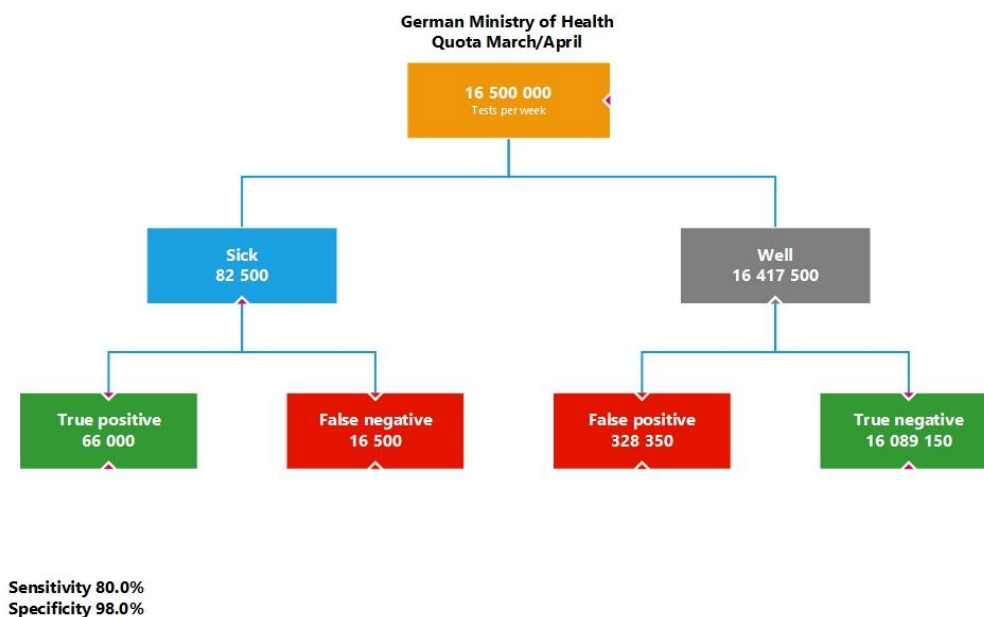 German Ministry of Health
Quota March/April
16 500 000
Tests per week
Sick
82 500
Well
16 417 500
True positive
66 000
False negative
16 500
False positive
328 350
True negative
16 089 150
Sensitivity 80.0%
Specificity 98.0%